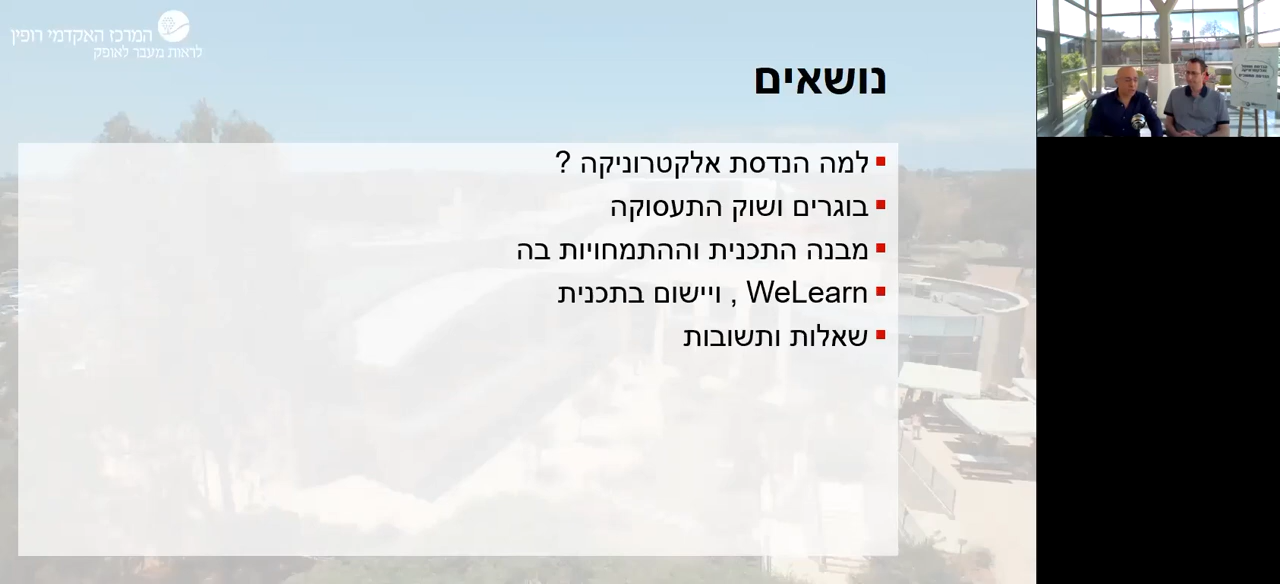 המרכז האקדמי רופין
לראות מעבר לאופק
נושאים
למה הנדסת אלקטרוניקה ?
בוגרים ושוק התעסוקה
מבנה התכנית וההתמחויות בה
WeLearn , ויישום בתכנית
שאלות ותשובות